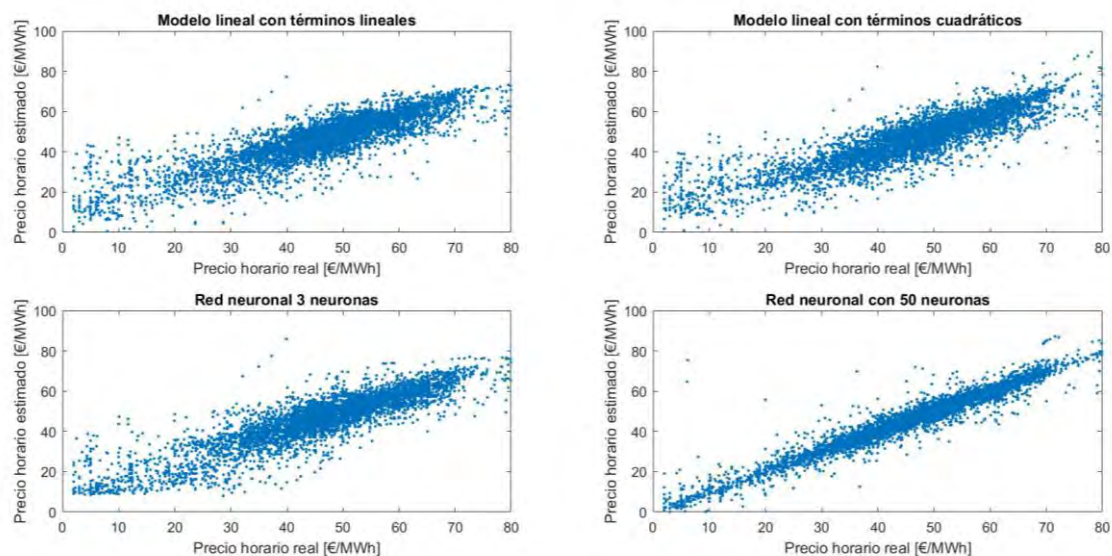 Modelo lineal con términos lineales
Precio horario estimado [€/MWh]
100
80
60
40
20
0
0 10 20 30 40 50 60 70 80
Precio horario real [€/MWh]
Modelo lineal con términos cuadráticos
Precio horario estimado [€/MWh]
100
80
60
40
20
0
0 10 20 30 40 50 60 70 80
Precio horario real [€/MWh]
Red neuronal 3 neuronas
Precio horario estimado [€/MWh]
100
80
60
40
20
0
0 10 20 30 40 50 60 70 80
Precio horario real [€/MWh]
Red neuronal con 50 neuronas
Precio horario estimado [€/MWh]
100
80
60
40
20
0
0 10 20 30 40 50 60 70 80
Precio horario real [€/MWh]